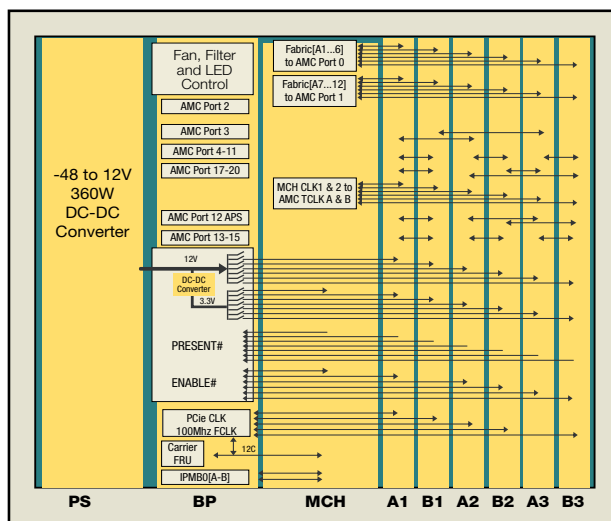 Fan, Filter
and LED
Control
Fabric[A1...6]
to AMC Port 0
Fabric[A7...12]
to AMC Port 1
AMC Port 2
AMC Port 3
AMC Port 4-11
AMC Port 17-20
-48 to 12V
360W
DC-DC
Converter
MCH CLK1 & 2 to
AMC TCLK A & B
AMC Port 12 APS
AMC Port 13-15
12V
DC-DC
Converter
3.3V
PRESENT#
ENABLE#
PCie CLK
100Mhz FCLK
Carrier
FRU
12C
IPMB0[A-B]
PS BP MCH A1 B1 A2 B2 A3 B3